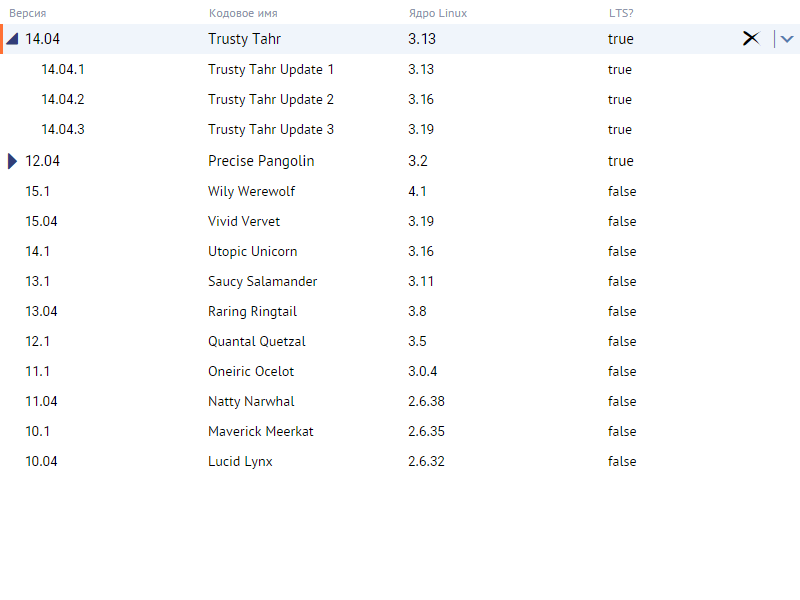 Версия Кодовое имя Ядро Linux LTS?
14.04 Trusty Tahr 3.13 true
14.04.1 Trusty Tahr Update 1 3.13 true
14.04.2 Trusty Tahr Update 2 3.16 true
14.04.3 Trusty Tahr Update 3 3.19 true
12.04 Precise Pangolin 3.2 true
15.1 Wily Werewolf 4.1 false
15.04 Vivid Vervet 3.19 false
14.1 Utopic Unicorn 3.16 false
13.1 Saucy Salamander 3.11 false
13.04 Raring Ringtail 3.8 false
12.1 Quantal Quetzal 3.5 false
11.1 Oneiric Ocelot 3.0.4 false
11.04 Natty Narwhal 2.6.38 false
10.1 Maverick Meerkat 2.6.35 false
10.04 Lucid Lynx 2.6.32 false